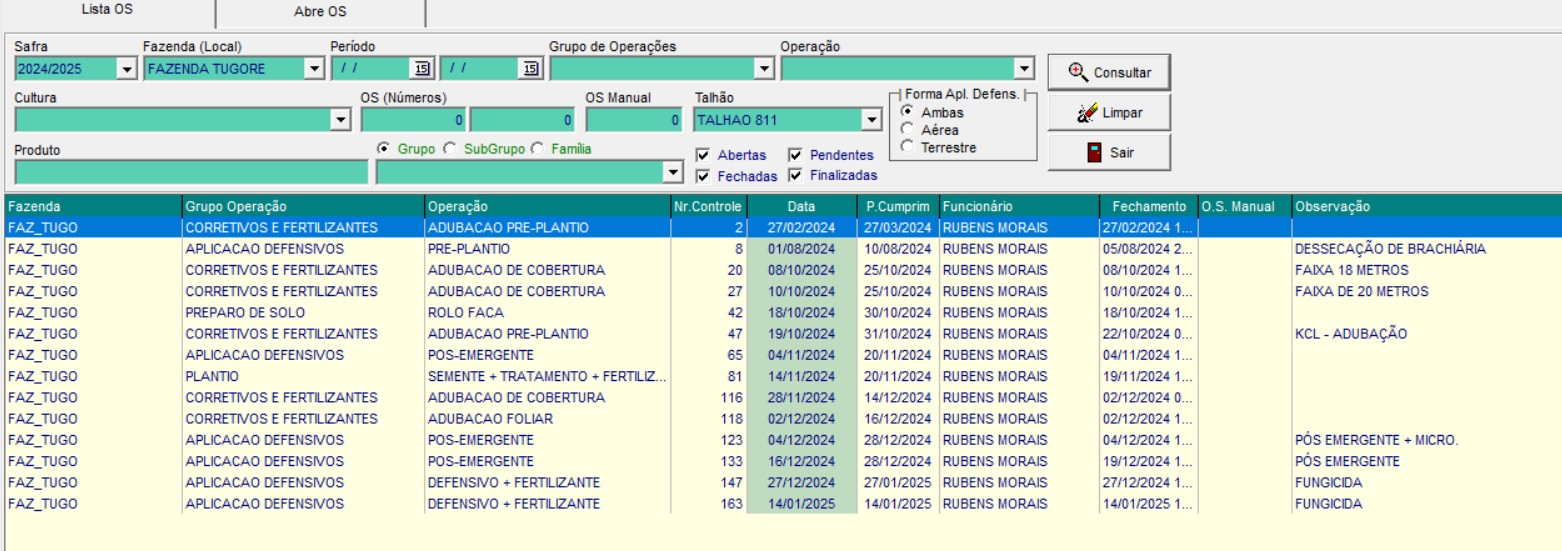 Lista OS Abre OS
Safra Fazenda (Local) Período Grupo de Operações Operação
2024/2025 FAZENDA TUGORE / / 15 / / 15 Consultar
Cultura OS (Números) OS Manual Talhão Forma Apl. Defens.
0 0 0 TALHAO 811 Ambas Limpar
Aérea
Produto Grupo SubGrupo Família Terrestre
Abertas Pendentes Sair
Fechadas Finalizadas
Fazenda Grupo Operação Operação Nr.Controle Data P.Cumprim Funcionário Fechamento O.S. Manual Observação
FAZ_TUGO CORRETIVOS E FERTILIZANTES ADUBACAO PRE-PLANTIO 2 27/02/2024 27/03/2024 RUBENS MORAIS 27/02/2024 1...
FAZ_TUGO APLICACAO DEFENSIVOS PRE-PLANTIO 8 01/08/2024 10/08/2024 RUBENS MORAIS 05/08/2024 2... DESSECAÇÃO DE BRACHIÁRIA
FAZ_TUGO CORRETIVOS E FERTILIZANTES ADUBACAO DE COBERTURA 20 08/10/2024 25/10/2024 RUBENS MORAIS 08/10/2024 1... FAIXA 18 METROS
FAZ_TUGO CORRETIVOS E FERTILIZANTES ADUBACAO DE COBERTURA 27 10/10/2024 25/10/2024 RUBENS MORAIS 10/10/2024 0... FAIXA DE 20 METROS
FAZ_TUGO PREPARO DE SOLO ROLO FACA 42 18/10/2024 30/10/2024 RUBENS MORAIS 18/10/2024 1...
FAZ_TUGO CORRETIVOS E FERTILIZANTES ADUBACAO PRE-PLANTIO 47 19/10/2024 31/10/2024 RUBENS MORAIS 22/10/2024 0... KCL - ADUBAÇÃO
FAZ_TUGO APLICACAO DEFENSIVOS POS-EMERGENTE 65 04/11/2024 20/11/2024 RUBENS MORAIS 04/11/2024 1...
FAZ_TUGO PLANTIO SEMENTE + TRATAMENTO + FERTILIZ... 81 14/11/2024 20/11/2024 RUBENS MORAIS 19/11/2024 1...
FAZ_TUGO CORRETIVOS E FERTILIZANTES ADUBACAO DE COBERTURA 116 28/11/2024 14/12/2024 RUBENS MORAIS 02/12/2024 0...
FAZ_TUGO CORRETIVOS E FERTILIZANTES ADUBACAO FOLIAR 118 02/12/2024 16/12/2024 RUBENS MORAIS 02/12/2024 1...
FAZ_TUGO APLICACAO DEFENSIVOS POS-EMERGENTE 123 04/12/2024 28/12/2024 RUBENS MORAIS 04/12/2024 1... PÓS EMERGENTE + MICRO.
FAZ_TUGO APLICACAO DEFENSIVOS POS-EMERGENTE 133 16/12/2024 28/12/2024 RUBENS MORAIS 19/12/2024 1... PÓS EMERGENTE
FAZ_TUGO APLICACAO DEFENSIVOS DEFENSIVO + FERTILIZANTE 147 27/12/2024 27/01/2025 RUBENS MORAIS 27/12/2024 1... FUNGICIDA
FAZ_TUGO APLICACAO DEFENSIVOS DEFENSIVO + FERTILIZANTE 163 14/01/2025 14/01/2025 RUBENS MORAIS 14/01/2025 1... FUNGICIDA